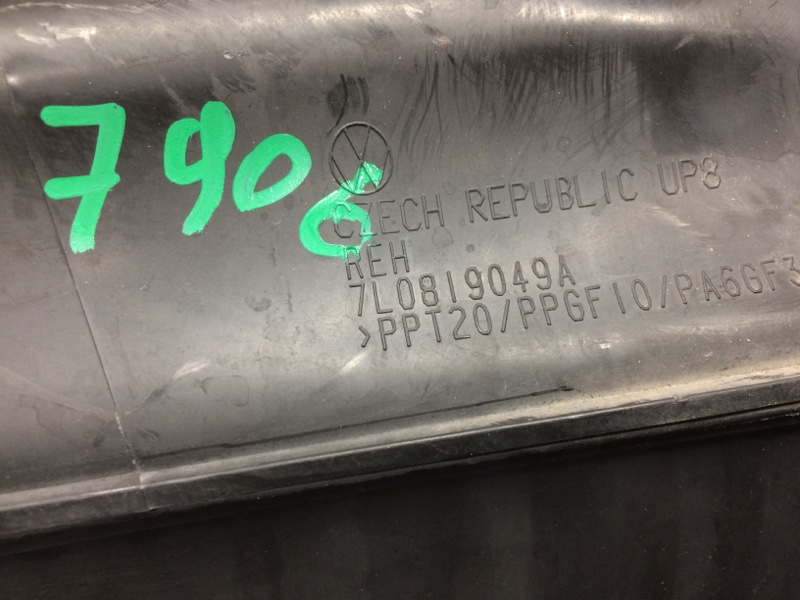 7906
CZECH REPUBLIC UP8
REH
7L0819049A
>PPT20/PPGF10/PA6GF3